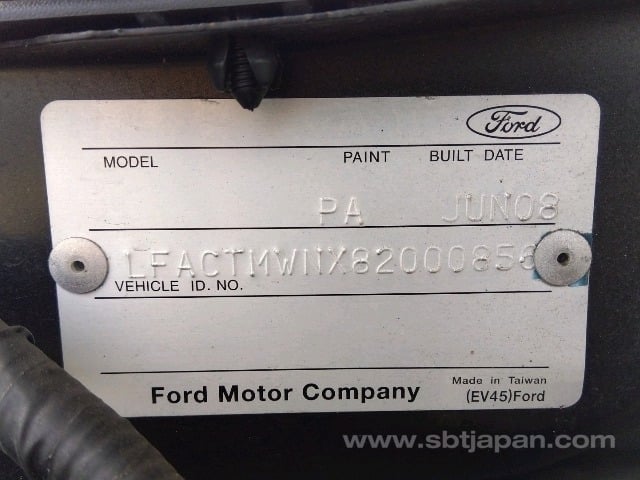 Ford
MODEL PAINT BUILT DATE
PA JUN08
LFACTMWNX82000856
VEHICLE ID. NO.
Ford Motor Company
Made in Taiwan
(EV45)Ford
www.sbtjapan.com